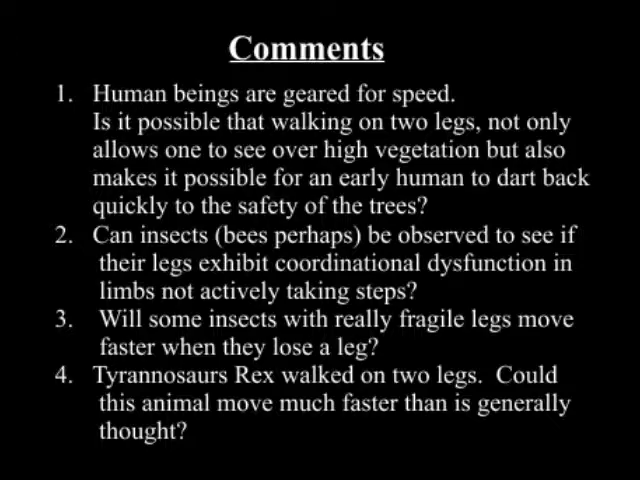 Comments
1. Human beings are geared for speed.
Is it possible that walking on two legs, not only
allows one to see over high vegetation but also
makes it possible for an early human to dart back
quickly to the safety of the trees?
2. Can insects (bees perhaps) be observed to see if
their legs exhibit coordinational dysfunction in
limbs not actively taking steps?
3. Will some insects with really fragile legs move
faster when they lose a leg?
4. Tyrannosaurs Rex walked on two legs. Could
this animal move much faster than is generally
thought?